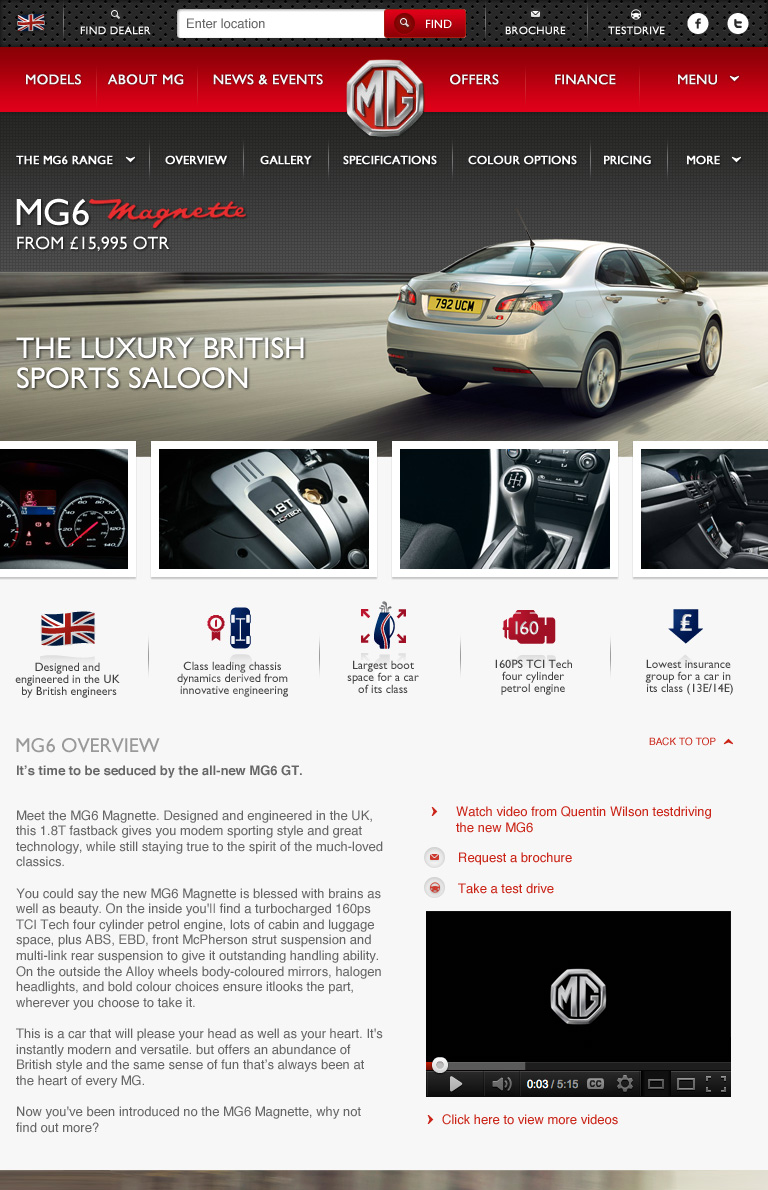 FIND DEALER
Enter location
FIND
BROCHURE
TESTDRIVE
f
t
MODELS
ABOUT MG
NEWS & EVENTS
MG
OFFERS
FINANCE
MENU
THE MG6 RANGE
OVERVIEW
GALLERY
SPECIFICATIONS
COLOUR OPTIONS
PRICING
MORE
MG6 Magnette
FROM £15,995 OTR
792 UCM
THE LUXURY BRITISH
SPORTS SALOON
1.8T
TCI-TECH
160
£
Designed and
engineered in the UK
by British engineers
Class leading chassis
dynamics derived from
innovative engineering
Largest boot
space for a car
of its class
160PS TCI Tech
four cylinder
petrol engine
Lowest insurance
group for a car in
its class (13E/14E)
MG6 OVERVIEW
BACK TO TOP
It's time to be seduced by the all-new MG6 GT.
Meet the MG6 Magnette. Designed and engineered in the UK,
this 1.8T fastback gives you modem sporting style and great
technology, while still staying true to the spirit of the much-loved
classics.
You could say the new MG6 Magnette is blessed with brains as
well as beauty. On the inside you'll find a turbocharged 160ps
TCI Tech four cylinder petrol engine, lots of cabin and luggage
space, plus ABS, EBD, front McPherson strut suspension and
multi-link rear suspension to give it outstanding handling ability.
On the outside the Alloy wheels body-coloured mirrors, halogen
headlights, and bold colour choices ensure itlooks the part,
wherever you choose to take it.
This is a car that will please your head as well as your heart. It's
instantly modern and versatile. but offers an abundance of
British style and the same sense of fun that's always been at
the heart of every MG.
Now you've been introduced no the MG6 Magnette, why not
find out more?
Watch video from Quentin Wilson testdriving
the new MG6
Request a brochure
Take a test drive
MG
0:03 / 5:15
CC
Click here to view more videos